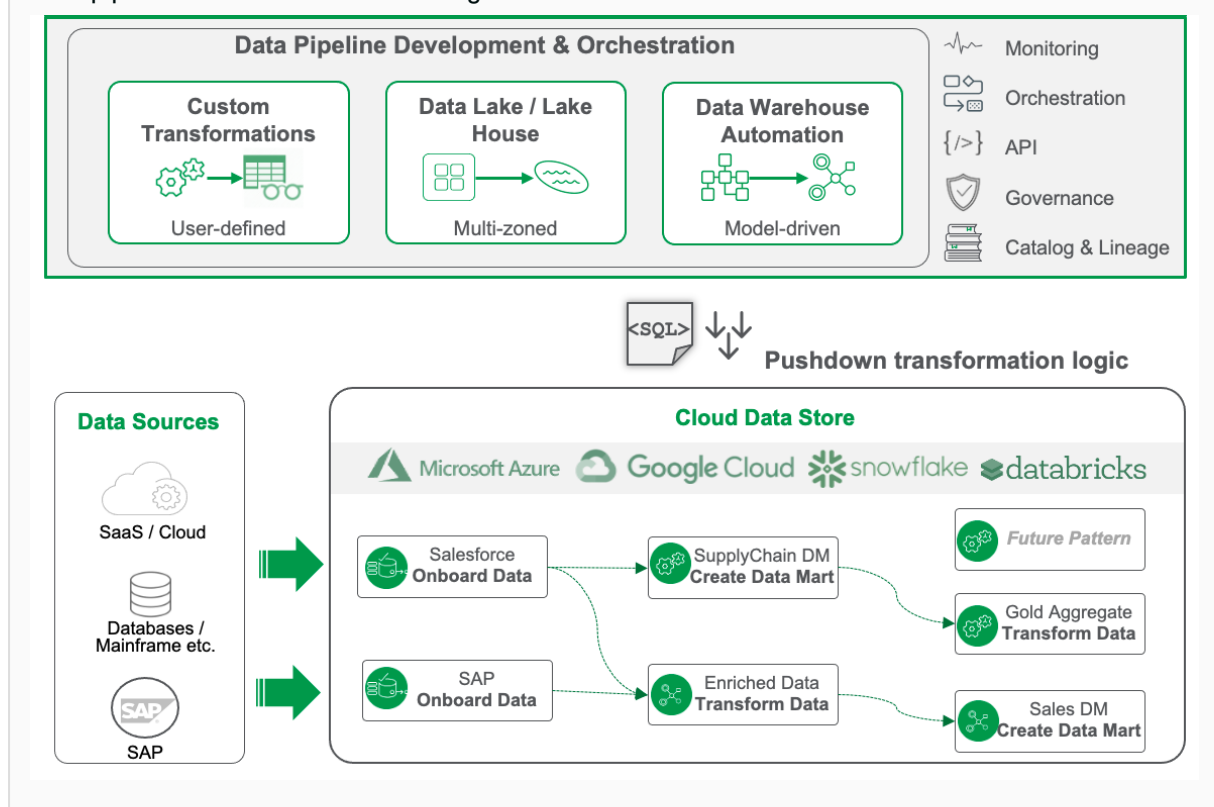 Data Pipeline Development & Orchestration
Custom
Transformations
User-defined
Data Lake / Lake
House
Multi-zoned
Data Warehouse
Automation
Model-driven
Monitoring
Orchestration
{/>}
API
Governance
Catalog & Lineage
<SQL>
Pushdown transformation logic
Data Sources
SaaS / Cloud
Databases /
Mainframe etc.
SAP
SAP
Cloud Data Store
Microsoft Azure
Google Cloud
snowflake
databricks
Salesforce
Onboard Data
SAP
Onboard Data
SupplyChain DM
Create Data Mart
Enriched Data
Transform Data
Future Pattern
Gold Aggregate
Transform Data
Sales DM
Create Data Mart